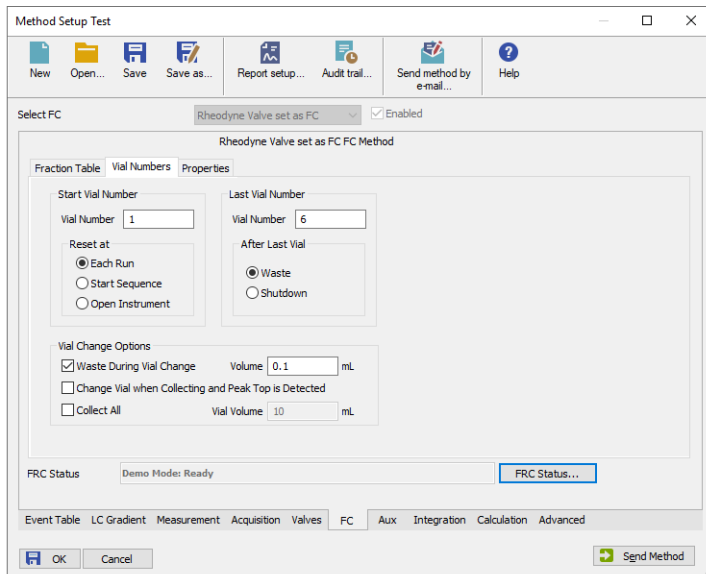 Method Setup Test
New Open... Save Save as... Report setup... Audit trail... Send method by e-mail... Help
Select FC Rheodyne Valve set as FC Enabled
Rheodyne Valve set as FC FC Method
Fraction Table Vial Numbers Properties
Start Vial Number Last Vial Number
Vial Number 1 Vial Number 6
Reset at After Last Vial
Each Run
Waste
Start Sequence
Shutdown
Open Instrument
Vial Change Options
Waste During Vial Change Volume 0.1 mL
Change Vial when Collecting and Peak Top is Detected
Collect All Vial Volume 10 mL
FRC Status Demo Mode: Ready FRC Status...
Event Table LC Gradient Measurement Acquisition Valves FC Aux Integration Calculation Advanced
OK Cancel Send Method